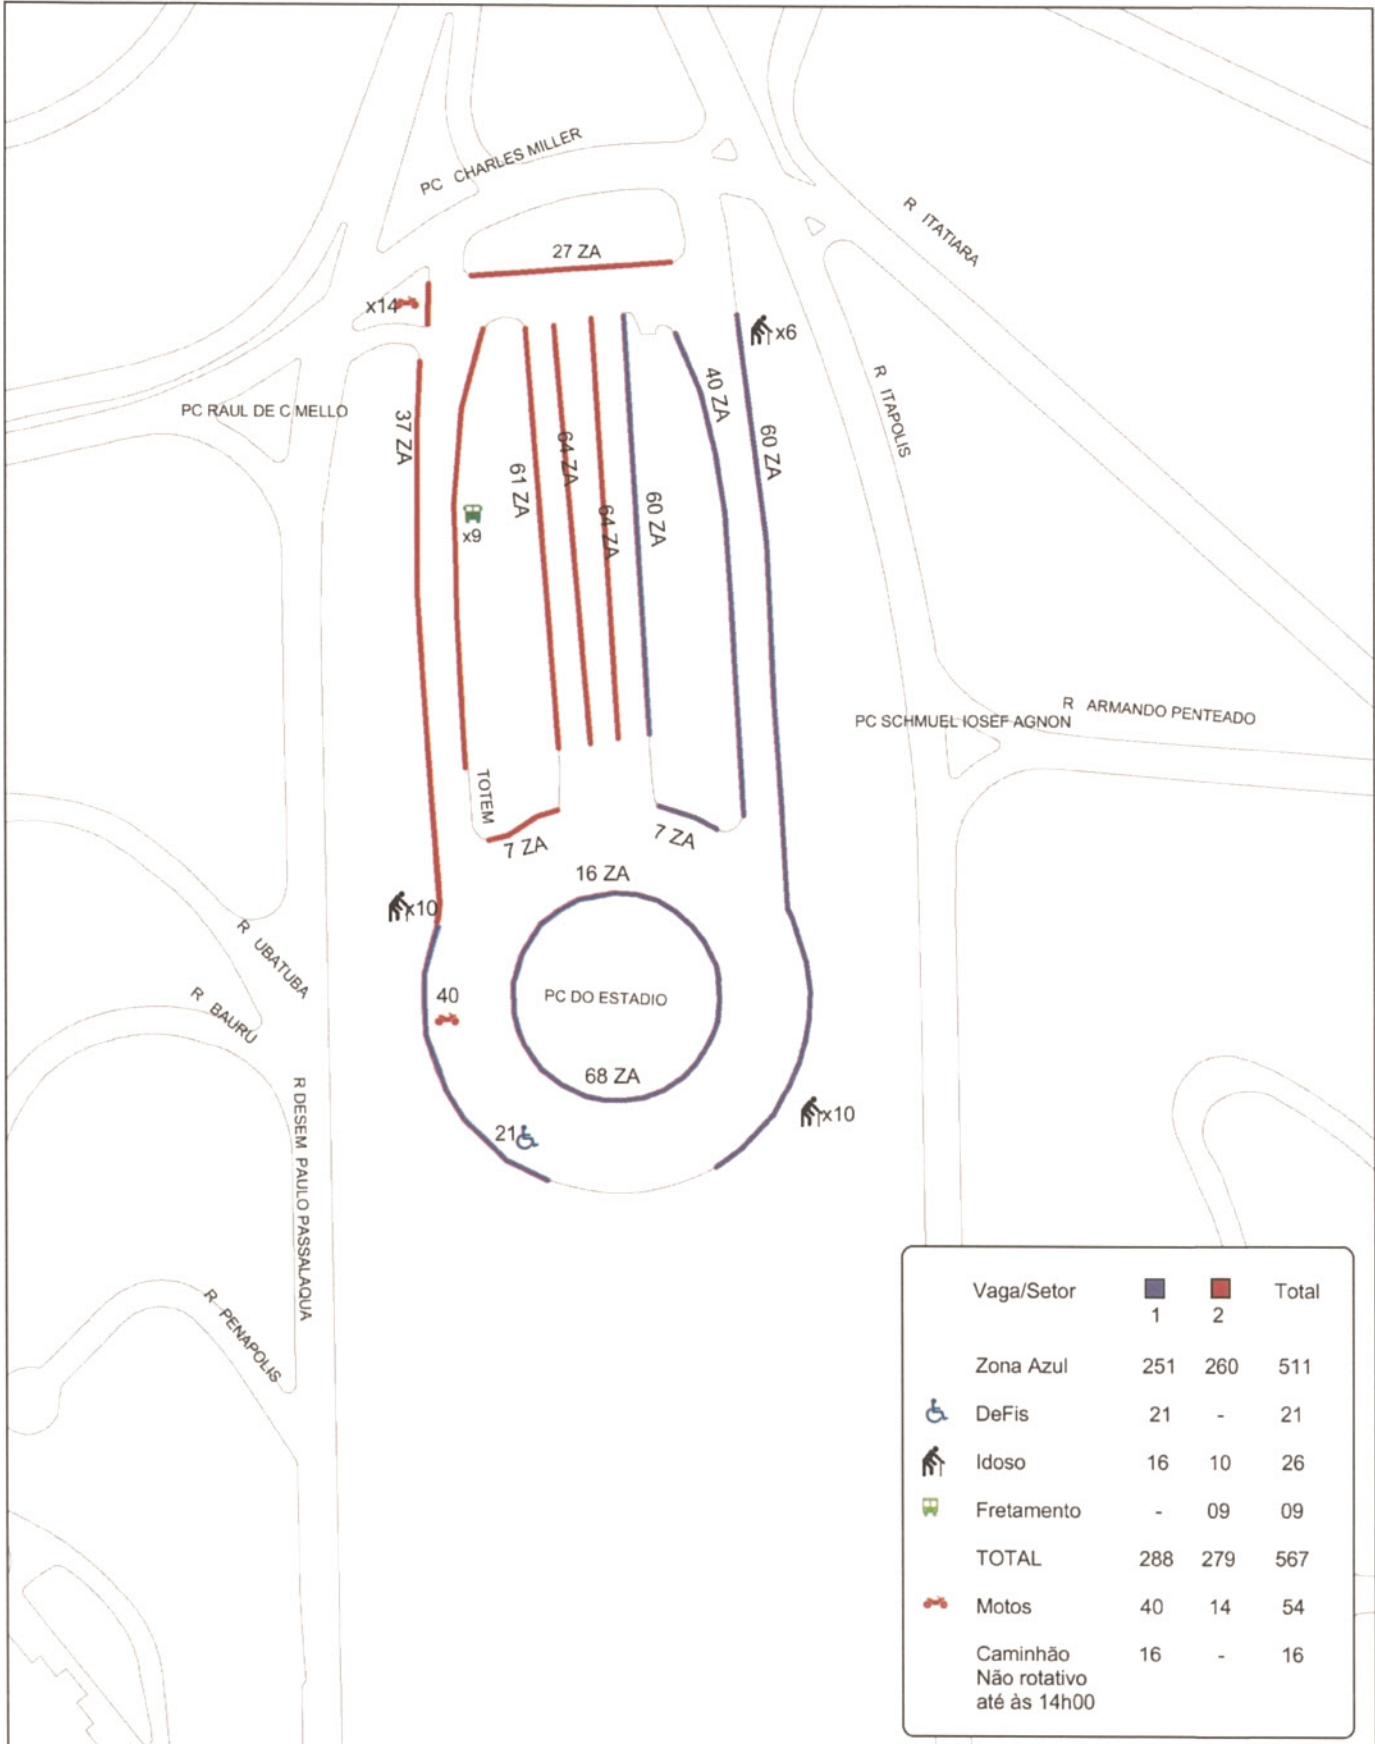 PC CHARLES MILLER
R ITATIARA
27 ZA
x14
x6
40 ZA
R ITAPOLIS
PC RAUL DE C MELLO
37 ZA
64 ZA
60 ZA
61 ZA
64 ZA
60 ZA
x9
R ARMANDO PENTEADO
PC SCHMUEL IOSEF AGNON
TOTEM
7 ZA
7 ZA
16 ZA
x10
R UBATUBA
40
PC DO ESTADIO
R BAURU
68 ZA
x10
21
R DESEM PAULO PASSALAQUA
R PENAPOLIS
Vaga/Setor 1 2 Total
Zona Azul 251 260 511
DeFis 21 - 21
Idoso 16 10 26
Fretamento - 09 09
TOTAL 288 279 567
Motos 40 14 54
Caminhão 16 - 16
Não rotativo
até às 14h00